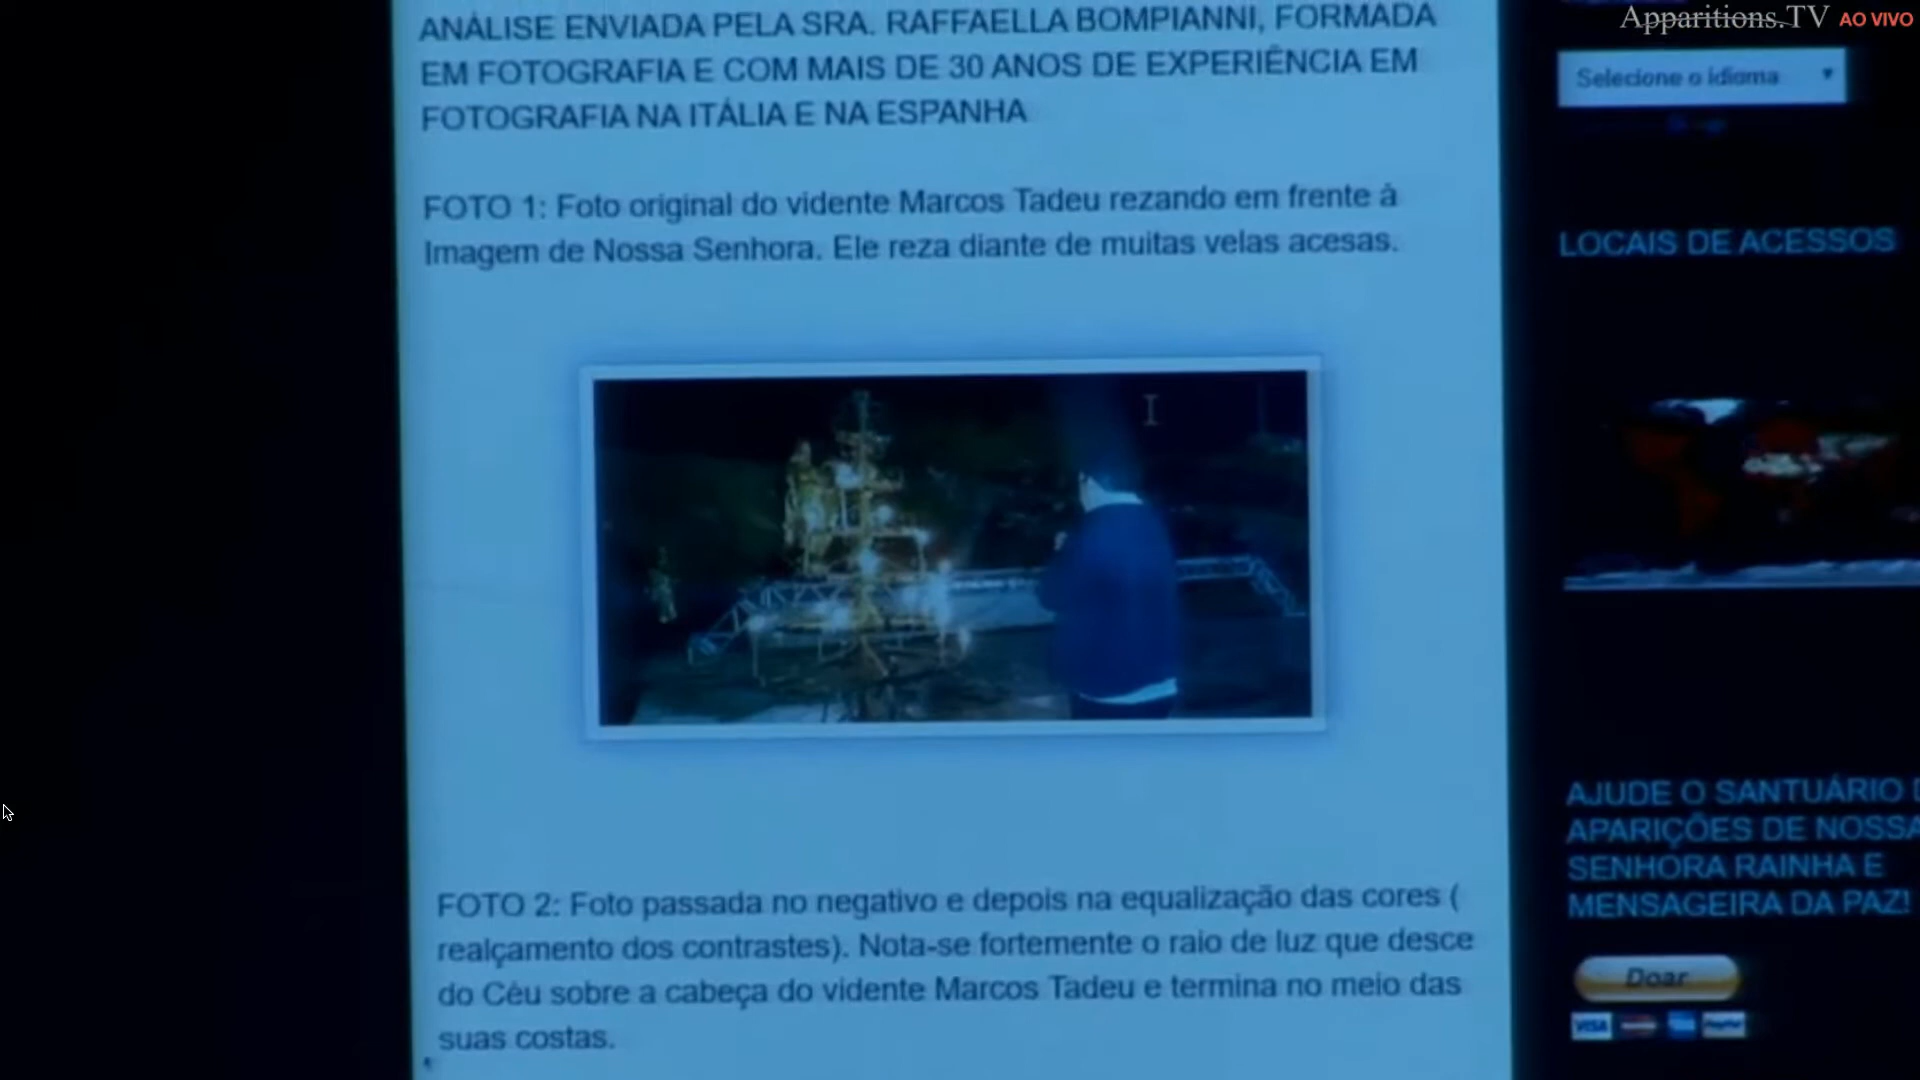 Apparitions.TV AO VIVO
ANÁLISE ENVIADA PELA SRA. RAFFAELLA BOMPIANNI, FORMADA
EM FOTOGRAFIA E COM MAIS DE 30 ANOS DE EXPERIÊNCIA EM
FOTOGRAFIA NA ITÁLIA E NA ESPANHA
FOTO 1: Foto original do vidente Marcos Tadeu rezando em frente á
Imagem de Nossa Senhora. Ele reza diante de muitas velas acesas.
FOTO 2: Foto passada no negativo e depois na equalização das cores (
realçamento dos contrastes). Nota-se fortemente o raio de luz que desce
do Céu sobre a cabeça do vidente Marcos Tadeu e termina no meio das
suas costas.
Selecione o idioma
LOCAIS DE ACESSOS
AJUDE O SANTUÁRIO D
APARIÇÕES DE NOSSA
SENHORA RAINHA E
MENSAGEIRA DA PAZ!
Doar
VISA
PayPal